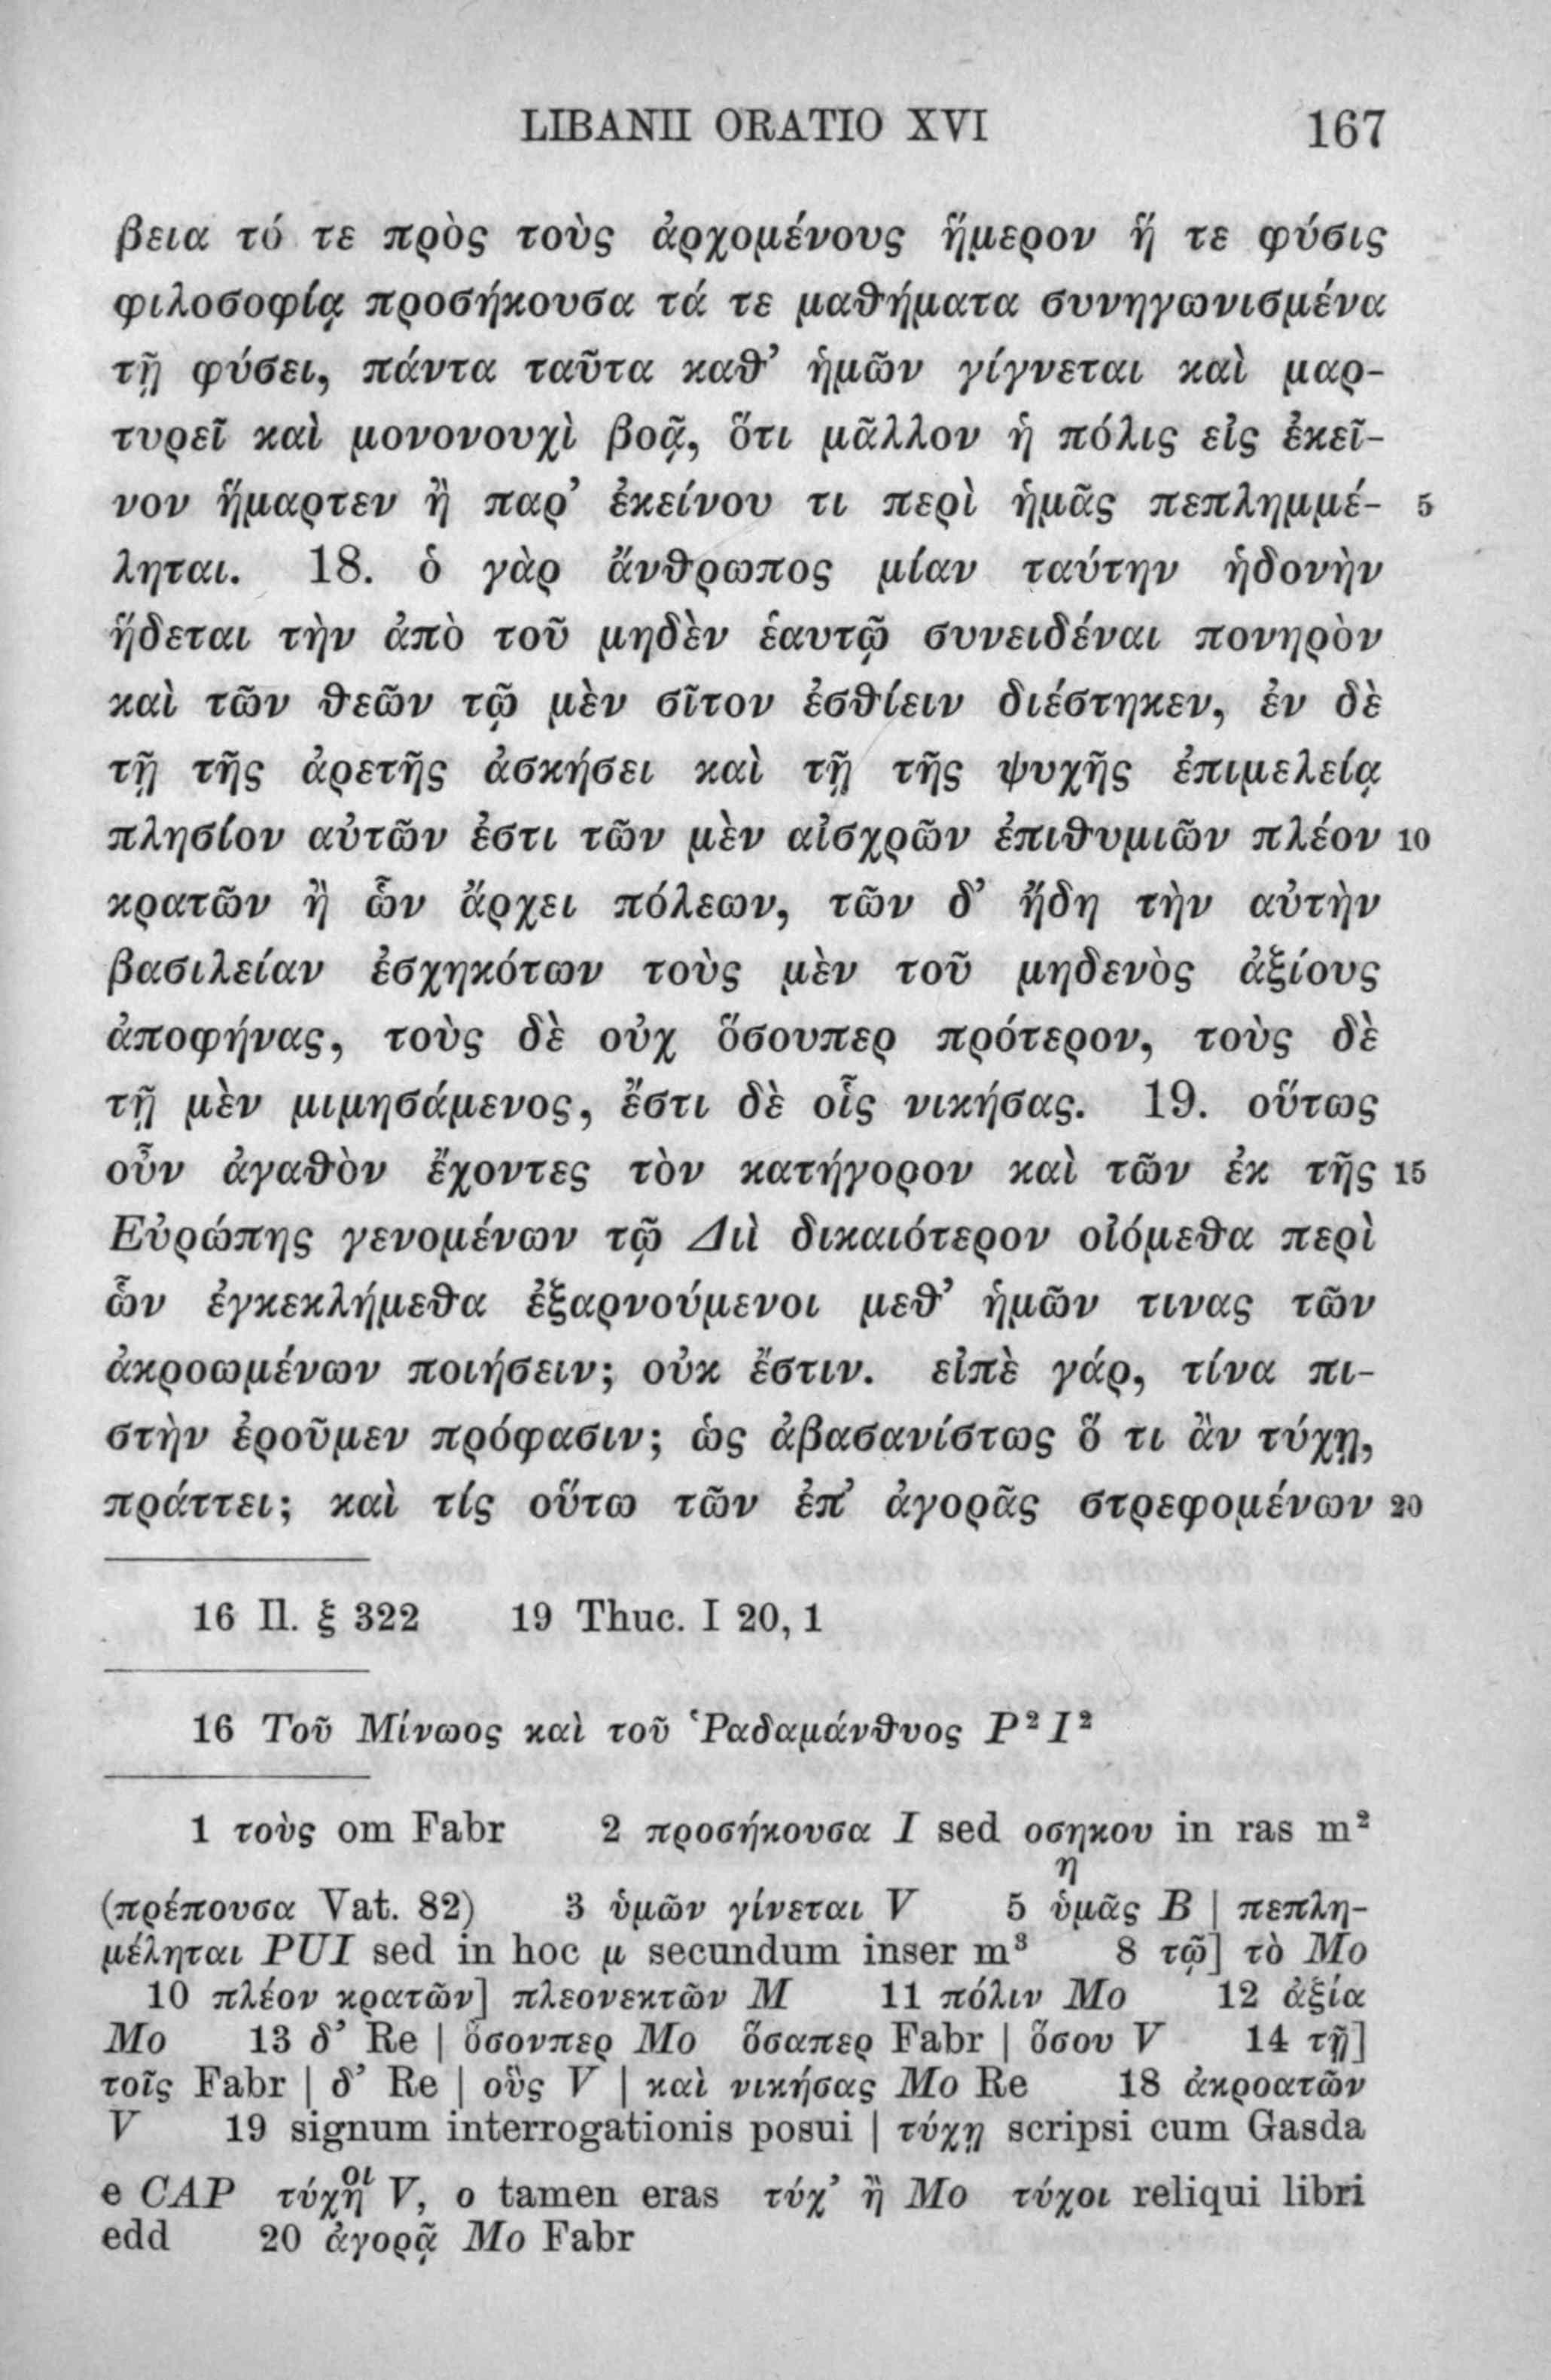 LIBANII ORATIO XVI 167
βεια τό τε πρὸς τοὺς ἀρχομένους ἥμερον ἥ τε φύσις
φιλοσοφίᾳ προσήκουσα τά τε μαθήματα συνηγωνισμένα
τῇ φύσει, πάντα ταῦτα καθ’ ἡμῶν γίγνεται καὶ μαρ-
τυρεῖ καὶ μονονουχὶ βοᾷ, ὅτι μᾶλλον ἡ πόλις εἰς ἐκεῖ-
νον ἥμαρτεν ἢ παρ’ ἐκείνου τι περὶ ἡμᾶς πεπλημμέ- 5
ληται. 18. ὁ γὰρ ἄνθρωπος μίαν ταύτην ἡδονὴν
ἥδεται τὴν ἀπὸ τοῦ μηδὲν ἑαυτῷ συνειδέναι πονηρὸν
καὶ τῶν θεῶν τῷ μὲν σῖτον ἐσθίειν διέστηκεν, ἐν δὲ
τῇ τῆς ἀρετῆς ἀσκήσει καὶ τῇ τῆς ψυχῆς ἐπιμελείᾳ
πλησίον αὐτῶν ἐστι τῶν μὲν αἰσχρῶν ἐπιθυμιῶν πλέον 10
κρατῶν ἢ ὧν ἄρχει πόλεων, τῶν δ’ ἤδη τὴν αὐτὴν
βασιλείαν ἐσχηκότων τοὺς μὲν τοῦ μηδενὸς ἀξίους
ἀποφήνας, τοὺς δὲ οὐχ ὅσουπερ πρότερον, τοὺς δὲ
τῇ μὲν μιμησάμενος, ἔστι δὲ οἷς νικήσας. 19. οὕτως
οὖν ἀγαθὸν ἔχοντες τὸν κατήγορον καὶ τῶν ἐκ τῆς 15
Εὐρώπης γενομένων τῷ Διὶ δικαιότερον οἰόμεθα περὶ
ὧν ἐγκεκλήμεθα ἐξαρνούμενοι μεθ’ ἡμῶν τινας τῶν
ἀκροωμένων ποιήσειν; οὐκ ἔστιν. εἰπὲ γάρ, τίνα πι-
στὴν ἐροῦμεν πρόφασιν; ὡς ἀβασανίστως ὅ τι ἂν τύχῃ,
πράττει; καὶ τίς οὕτω τῶν ἐπ’ ἀγορᾶς στρεφομένων 20
16 Il. ξ 322 19 Thuc. I 20, 1
16 Τοῦ Μίνωος καὶ τοῦ Ῥαδαμάνθυος P² I²
1 τοὺς om Fabr 2 προσήκουσα I sed οσηκου in ras m²
η
(πρέπουσα Vat. 82) 3 ὑμῶν γίνεται V 5 ὑμᾶς B | πεπλη-
μέληται PUI sed in hoc μ secundum inser m³ 8 τῷ] τὸ Mo
10 πλέον κρατῶν] πλεονεκτῶν M 11 πόλιν Mo 12 ἀξία
Mo 13 δ’ Re | ὅσονπερ Mo ὅσαπερ Fabr | ὅσου V 14 τῇ]
τοῖς Fabr | δ’ Re | οὓς V | καὶ νικήσας Mo Re 18 ἀκροατῶν
V 19 signum interrogationis posui | τύχῃ scripsi cum Gasda
οι
e CAP τύχη V, ο tamen eras τύχ’ ἢ Mo τύχοι reliqui libri
edd 20 ἀγορᾷ Mo Fabr